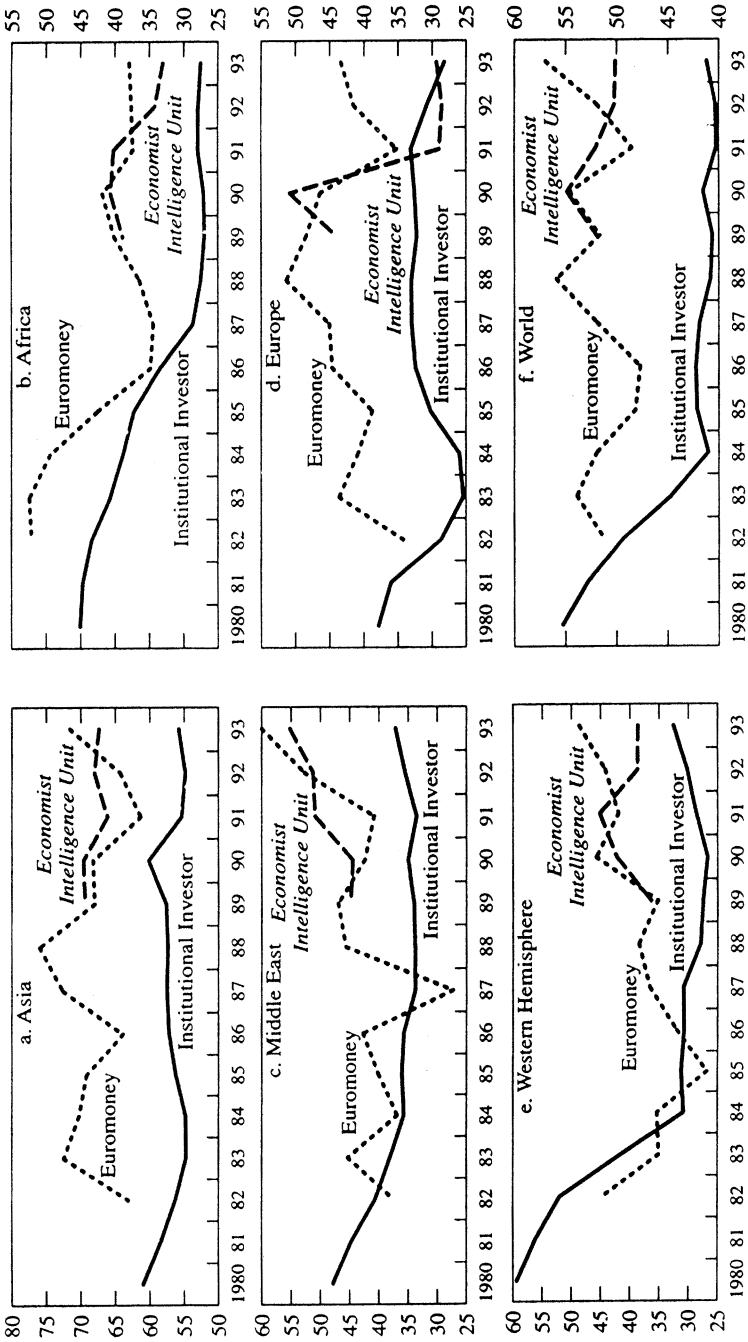 a. Asia
80
75
70
65
60
55
50
Economist
Intelligence Unit
Euromoney
Institutional Investor
1980 81 82 83 84 85 86 87 88 89 90 91 92 93
b. Africa
55
50
45
40
35
30
25
Euromoney
Economist
Intelligence Unit
Institutional Investor
1980 81 82 83 84 85 86 87 88 89 90 91 92 93
c. Middle East
60
55
50
45
40
35
30
25
Economist
Intelligence Unit
Euromoney
Institutional Investor
1980 81 82 83 84 85 86 87 88 89 90 91 92 93
d. Europe
55
50
45
40
35
30
25
Euromoney
Economist
Intelligence Unit
Institutional Investor
1980 81 82 83 84 85 86 87 88 89 90 91 92 93
e. Western Hemisphere
60
55
50
45
40
35
30
25
Economist
Intelligence Unit
Euromoney
Institutional Investor
1980 81 82 83 84 85 86 87 88 89 90 91 92 93
f. World
60
55
50
45
40
Economist
Intelligence Unit
Euromoney
Institutional Investor
1980 81 82 83 84 85 86 87 88 89 90 91 92 93